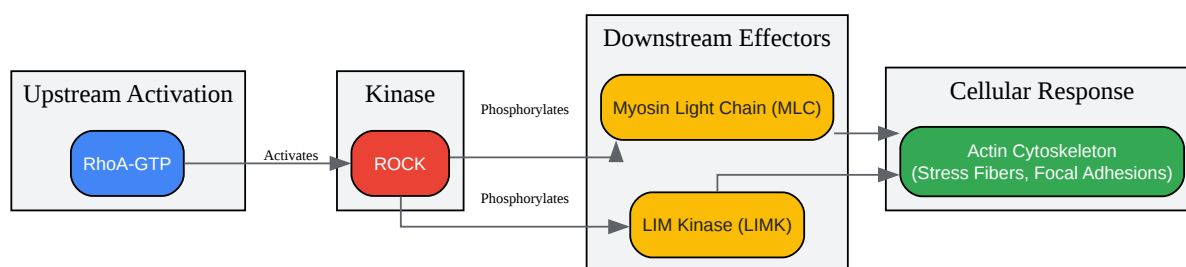 Upstream Activation
RhoA-GTP
Activates
Kinase
ROCK
Phosphorylates
Phosphorylates
Downstream Effectors
Myosin Light Chain (MLC)
LIM Kinase (LIMK)
Cellular Response
Actin Cytoskeleton
(Stress Fibers, Focal Adhesions)